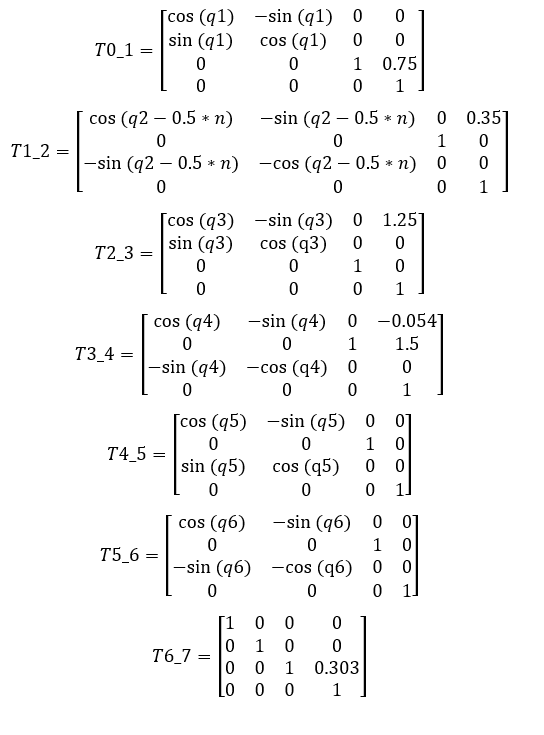 cos (q1) −sin (q1) 0 0
sin (q1) cos (q1) 0 0
T0_1 =
0 0 1 0.75
0 0 0 1
cos (q2 − 0.5 * n) −sin (q2 − 0.5 * n) 0 0.35
0 0 1 0
T1_2 =
−sin (q2 − 0.5 * n) −cos (q2 − 0.5 * n) 0 0
0 0 0 1
cos (q3) −sin (q3) 0 1.25
sin (q3) cos (q3) 0 0
T2_3 =
0 0 1 0
0 0 0 1
cos (q4) −sin (q4) 0 −0.054
0 0 1 1.5
T3_4 =
−sin (q4) −cos (q4) 0 0
0 0 0 1
cos (q5) −sin (q5) 0 0
0 0 1 0
T4_5 =
sin (q5) cos (q5) 0 0
0 0 0 1
cos (q6) −sin (q6) 0 0
0 0 1 0
T5_6 =
−sin (q6) −cos (q6) 0 0
0 0 0 1
1 0 0 0
0 1 0 0
T6_7 =
0 0 1 0.303
0 0 0 1